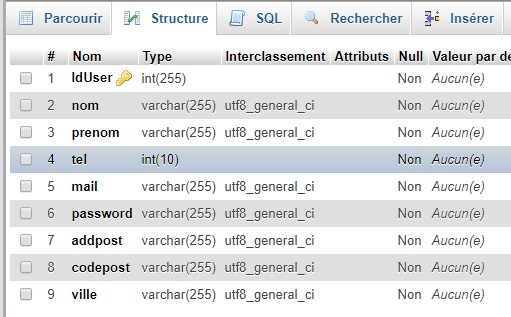 Parcourir Structure SQL Rechercher Insérer
# Nom Type Interclassement Attributs Null Valeur par de
1 IdUser int(255) Non Aucun(e)
2 nom varchar(255) utf8_general_ci Non Aucun(e)
3 prenom varchar(255) utf8_general_ci Non Aucun(e)
4 tel int(10) Non Aucun(e)
5 mail varchar(255) utf8_general_ci Non Aucun(e)
6 password varchar(255) utf8_general_ci Non Aucun(e)
7 addpost varchar(255) utf8_general_ci Non Aucun(e)
8 codepost varchar(255) utf8_general_ci Non Aucun(e)
9 ville varchar(255) utf8_general_ci Non Aucun(e)